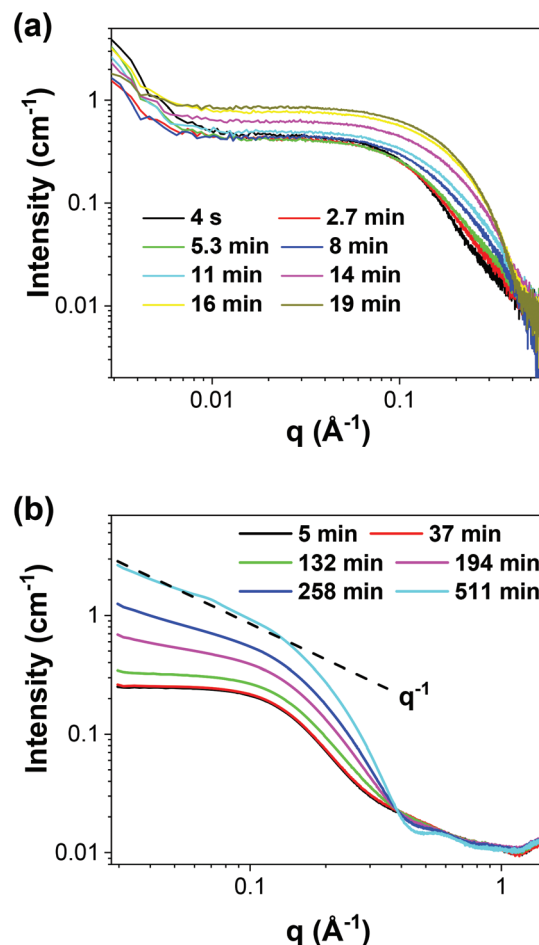 (a)
Intensity (cm⁻¹)
1
0.1
0.01
4 s 2.7 min
5.3 min 8 min
11 min 14 min
16 min 19 min
0.01 0.1
q (Å⁻¹)
(b)
Intensity (cm⁻¹)
5 min 37 min
132 min 194 min
258 min 511 min
1
q⁻¹
0.1
0.01
0.1 1
q (Å⁻¹)